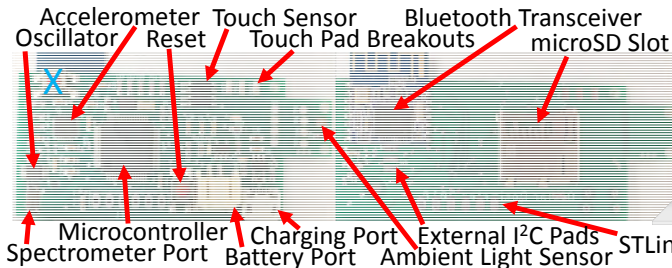 Accelerometer
Touch Sensor
Bluetooth Transceiver
Oscillator
Reset
Touch Pad Breakouts
microSD Slot
X
Microcontroller
Charging Port
External I²C Pads
STLin
Spectrometer Port
Battery Port
Ambient Light Sensor